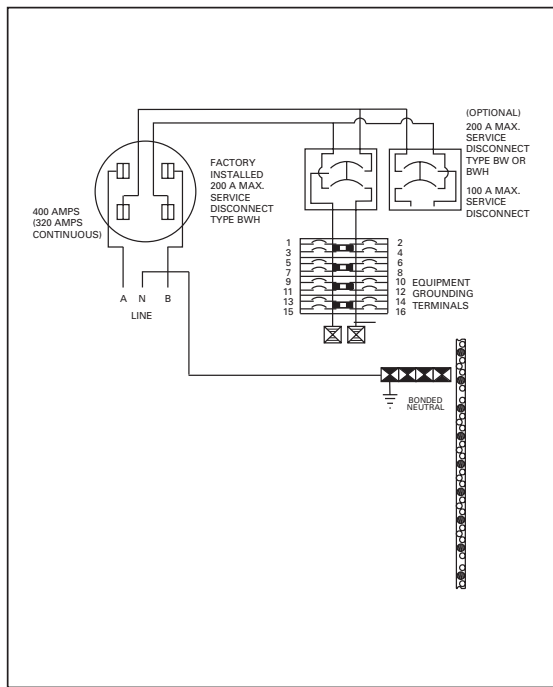 (OPTIONAL)
200 A MAX.
SERVICE
DISCONNECT
TYPE BW OR
BWH
100 A MAX.
SERVICE
DISCONNECT
FACTORY
INSTALLED
200 A MAX.
SERVICE
DISCONNECT
TYPE BWH
400 AMPS
(320 AMPS
CONTINUOUS)
A N B
LINE
1 2
3 4
5 6
7 8
9 10
11 12
13 14
15 16
EQUIPMENT
GROUNDING
TERMINALS
BONDED
NEUTRAL